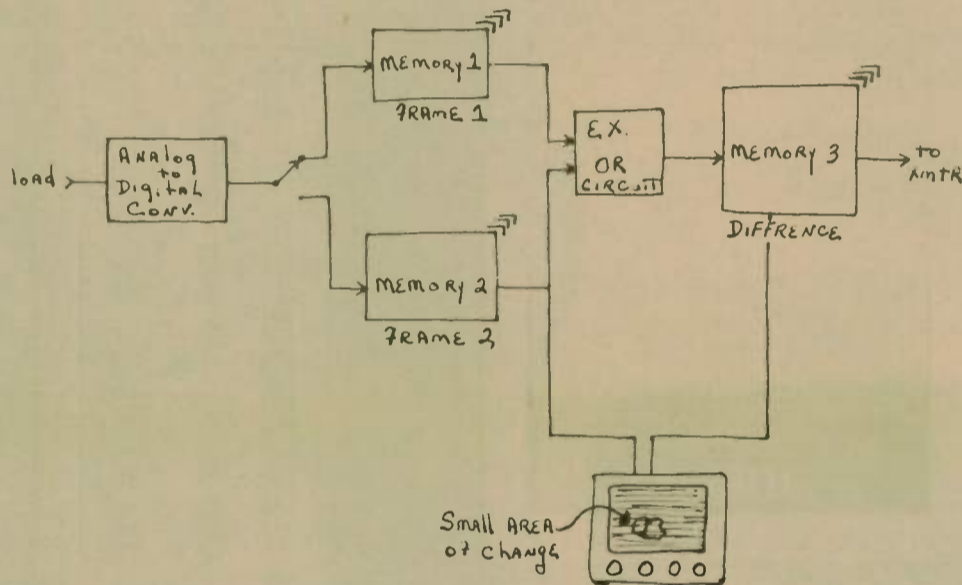 load
Analog
to
Digital
Conv.
MEMORY 1
FRAME 1
MEMORY 2
FRAME 2
EX.
OR
CIRCUIT
MEMORY 3
DIFFRENCE
to
xmtr
Small AREA
of change